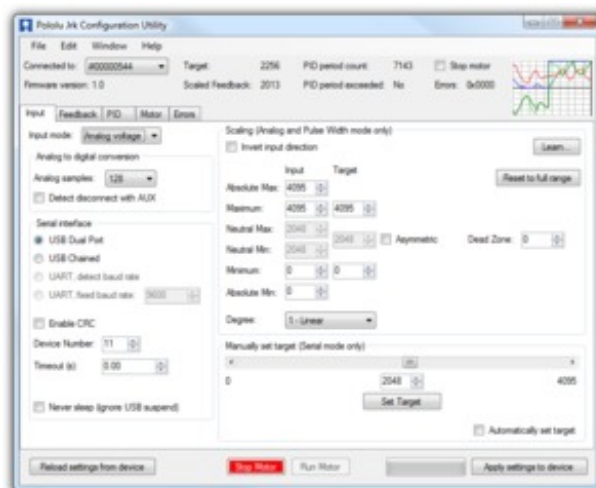 Pololu Jrk Configuration Utility
File Edit Window Help
Connected to: #00000544 Target: 2256 PID period count: 7143 Stop motor
Firmware version: 1.0 Scaled Feedback: 2013 PID period exceeded: No Errors: 0x0000
Input Feedback PID Motor Errors
Input mode: Analog voltage
Scaling (Analog and Pulse Width mode only)
Invert input direction Learn...
Analog to digital conversion
Analog samples: 128
Detect disconnect with AUX
Input Target
Absolute Max: 4095 Reset to full range
Maximum: 4095 4095
Neutral Max: 2048
2048 Asymmetric Dead Zone: 0
Neutral Min: 2048
Minimum: 0 0
Absolute Min: 0
Degree: 1 - Linear
Serial interface
USB Dual Port
USB Chained
UART, detect baud rate
UART, fixed baud rate: 9600
Enable CRC
Device Number: 11
Timeout (s): 0.00
Never sleep (ignore USB suspend)
Manually set target (Serial mode only)
0 2048 4095
Set Target
Automatically set target
Reload settings from device Stop Motor Run Motor Apply settings to device